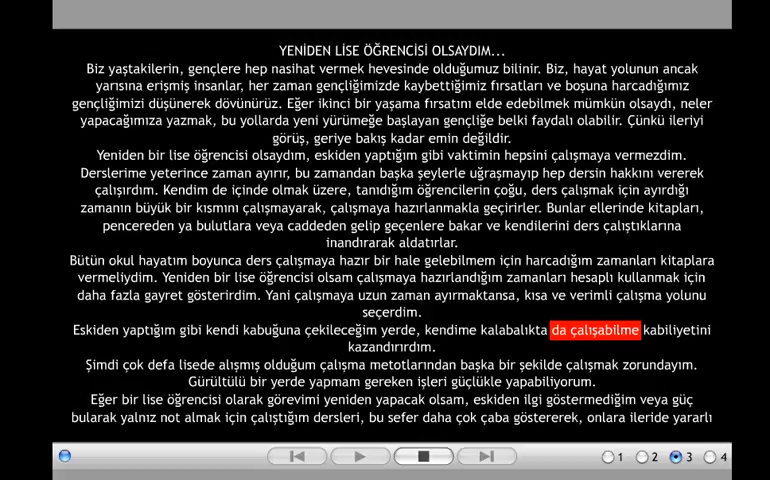 YENİDEN LİSE ÖĞRENCİSİ OLSAYDIM...
Biz yaştakilerin, gençlere hep nasihat vermek hevesinde olduğumuz bilinir. Biz, hayat yolunun ancak
yarısına erişmiş insanlar, her zaman gençliğimizde kaybettiğimiz fırsatları ve boşuna harcadığımız
gençliğimizi düşünerek dövünürüz. Eğer ikinci bir yaşama fırsatını elde edebilmek mümkün olsaydı, neler
yapacağımıza yazmak, bu yollarda yeni yürümeğe başlayan gençliğe belki faydalı olabilir. Çünkü ileriyi
görüş, geriye bakış kadar emin değildir.
Yeniden bir lise öğrencisi olsaydım, eskiden yaptığım gibi vaktimin hepsini çalışmaya vermezdim.
Derslerime yeterince zaman ayırır, bu zamandan başka şeylerle uğraşmayıp hep dersin hakkını vererek
çalışırdım. Kendim de içinde olmak üzere, tanıdığım öğrencilerin çoğu, ders çalışmak için ayırdığı
zamanın büyük bir kısmını çalışmayarak, çalışmaya hazırlanmakla geçirirler. Bunlar ellerinde kitapları,
pencereden ya bulutlara veya caddeden gelip geçenlere bakar ve kendilerini ders çalıştıklarına
inandırarak aldatırlar.
Bütün okul hayatım boyunca ders çalışmaya hazır bir hale gelebilmem için harcadığım zamanları kitaplara
vermeliydim. Yeniden bir lise öğrencisi olsam çalışmaya hazırlandığım zamanları hesaplı kullanmak için
daha fazla gayret gösterirdim. Yani çalışmaya uzun zaman ayırmaktansa, kısa ve verimli çalışma yolunu
seçerdim.
Eskiden yaptığım gibi kendi kabuğuna çekileceğim yerde, kendime kalabalıkta da çalışabilme kabiliyetini
kazandırırdım.
Şimdi çok defa lisede alışmış olduğum çalışma metotlarından başka bir şekilde çalışmak zorundayım.
Gürültülü bir yerde yapmam gereken işleri güçlükle yapabiliyorum.
Eğer bir lise öğrencisi olarak görevimi yeniden yapacak olsam, eskiden ilgi göstermediğim veya güç
bularak yalnız not almak için çalıştığım dersleri, bu sefer daha çok çaba göstererek, onlara ileride yararlı
1 2 3 4